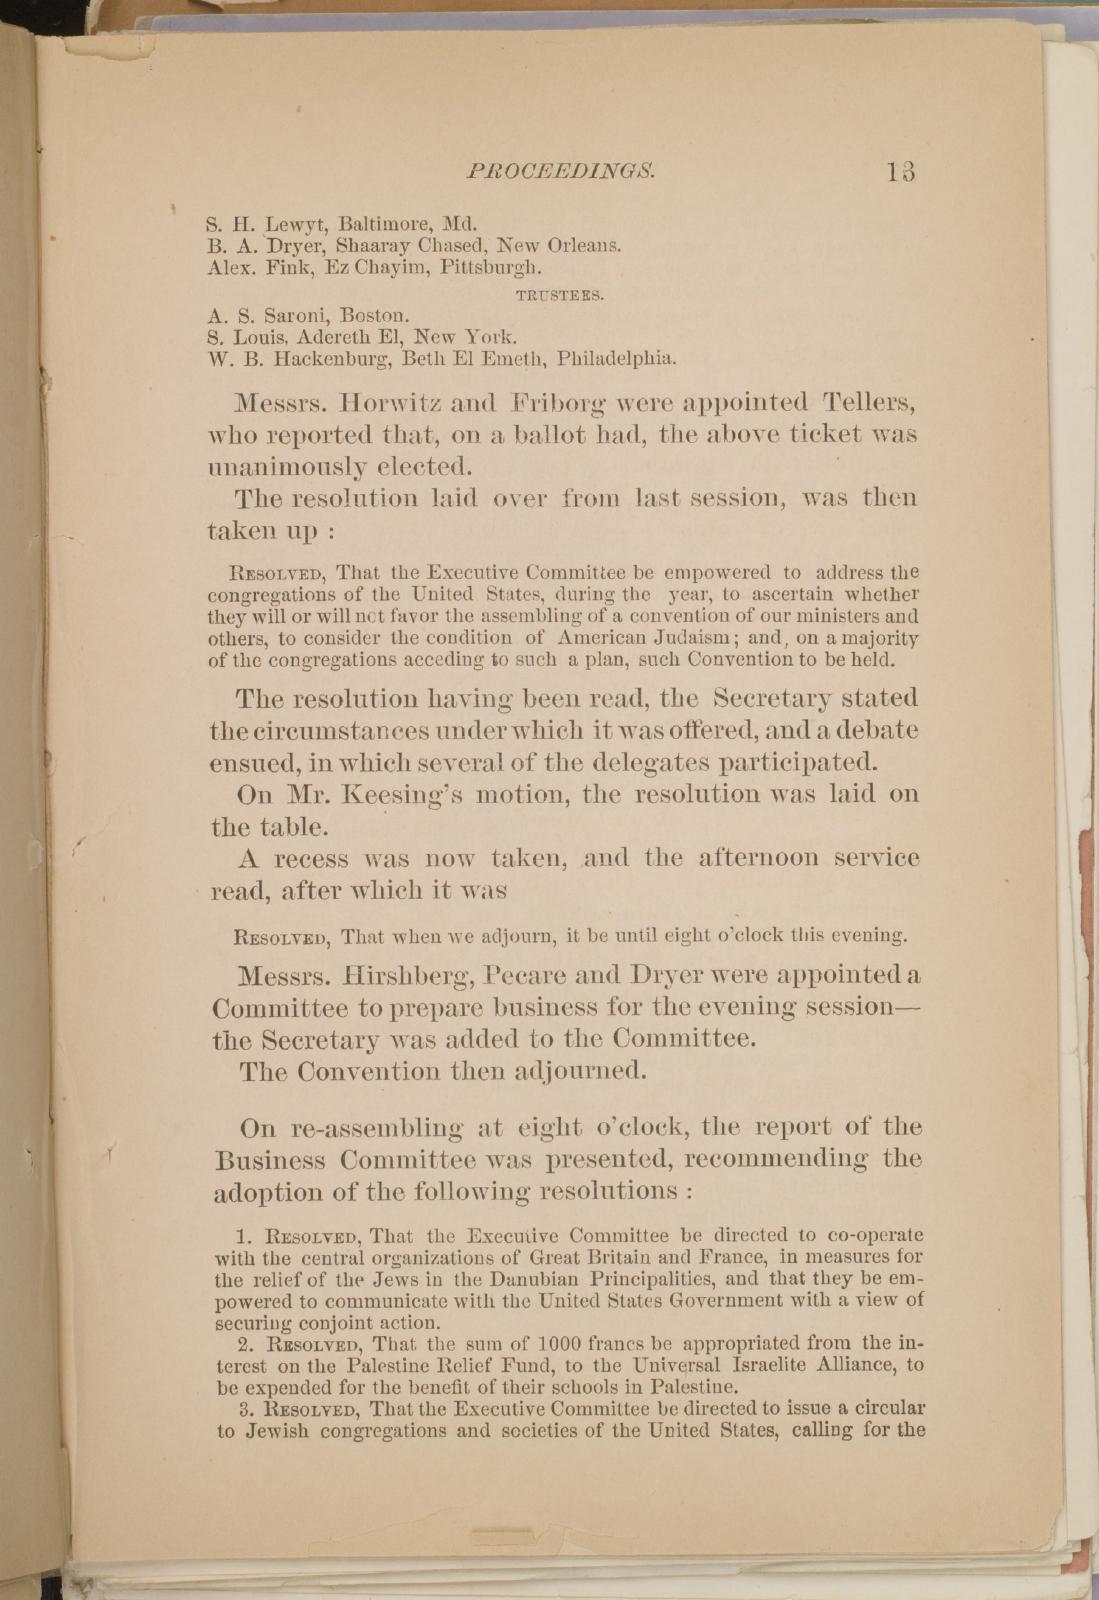 PROCEEDINGS. 13
S. H. Lewyt, Baltimore, Md.
B. A. Dryer, Shaaray Chased, New Orleans.
Alex. Fink, Ez Chayim, Pittsburgh.
TRUSTEES.
A. S. Saroni, Boston.
S. Louis, Adereth El, New York.
W. B. Hackenburg, Beth El Emeth, Philadelphia.
Messrs. Horwitz and Friborg were appointed Tellers,
who reported that, on a ballot had, the above ticket was
unanimously elected.
The resolution laid over from last session, was then
taken up :
RESOLVED, That the Executive Committee be empowered to address the
congregations of the United States, during the year, to ascertain whether
they will or will not favor the assembling of a convention of our ministers and
others, to consider the condition of American Judaism; and, on a majority
of the congregations acceding to such a plan, such Convention to be held.
The resolution having been read, the Secretary stated
the circumstances under which it was offered, and a debate
ensued, in which several of the delegates participated.
On Mr. Keesing's motion, the resolution was laid on
the table.
A recess was now taken, and the afternoon service
read, after which it was
RESOLVED, That when we adjourn, it be until eight o'clock this evening.
Messrs. Hirshberg, Pecare and Dryer were appointed a
Committee to prepare business for the evening session—
the Secretary was added to the Committee.
The Convention then adjourned.
On re-assembling at eight o'clock, the report of the
Business Committee was presented, recommending the
adoption of the following resolutions :
1. RESOLVED, That the Executive Committee be directed to co-operate
with the central organizations of Great Britain and France, in measures for
the relief of the Jews in the Danubian Principalities, and that they be em-
powered to communicate with the United States Government with a view of
securing conjoint action.
2. RESOLVED, That the sum of 1000 francs be appropriated from the in-
terest on the Palestine Relief Fund, to the Universal Israelite Alliance, to
be expended for the benefit of their schools in Palestine.
3. RESOLVED, That the Executive Committee be directed to issue a circular
to Jewish congregations and societies of the United States, calling for the